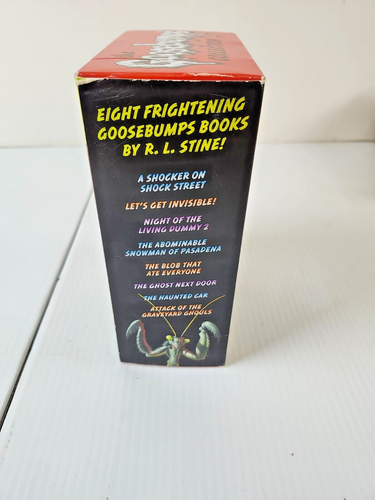 The
Goosebumps
EIGHT FRIGHTENING
GOOSEBUMPS BOOKS
BY R. L. STINE!
A SHOCKER ON
SHOCK STREET
LET'S GET INVISIBLE!
NIGHT OF THE
LIVING DUMMY 2
THE ABOMINABLE
SNOWMAN OF PASADENA
THE BLOB THAT
ATE EVERYONE
THE GHOST NEXT DOOR
THE HAUNTED CAR
ATTACK OF THE
GRAVEYARD GHOULS